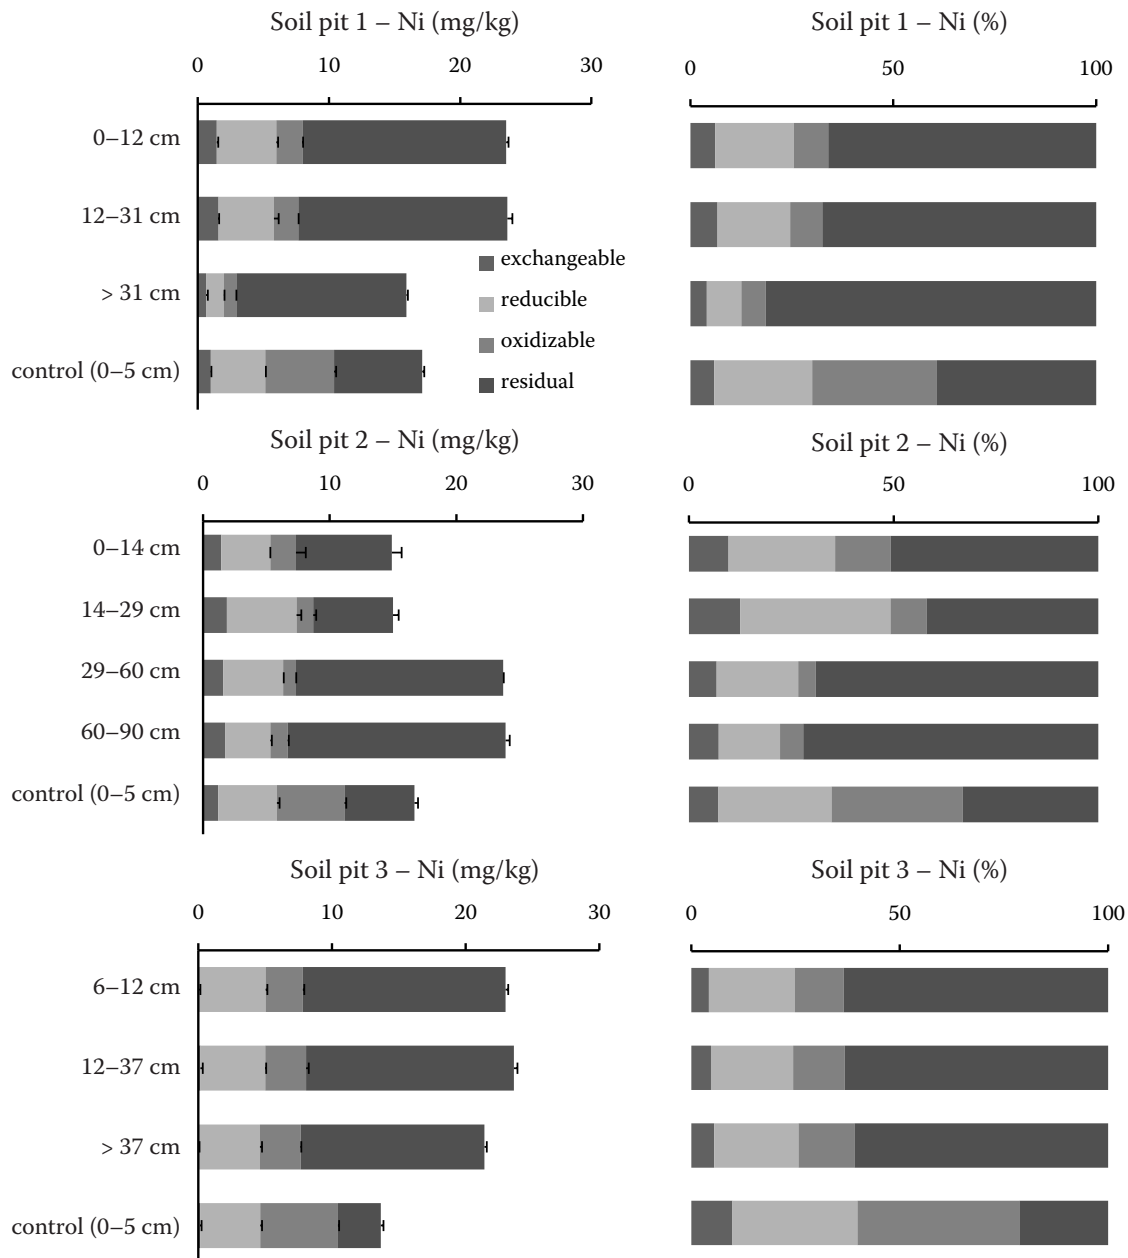 Soil pit 1 – Ni (mg/kg)
Soil pit 1 – Ni (%)
0 10 20 30
0 50 100
0–12 cm
12–31 cm
> 31 cm
control (0–5 cm)
excheangeable
reducible
oxidizable
residual
Soil pit 2 – Ni (mg/kg)
Soil pit 2 – Ni (%)
0 10 20 30
0 50 100
0–14 cm
14–29 cm
29–60 cm
60–90 cm
control (0–5 cm)
Soil pit 3 – Ni (mg/kg)
Soil pit 3 – Ni (%)
0 10 20 30
0 50 100
6–12 cm
12–37 cm
> 37 cm
control (0–5 cm)